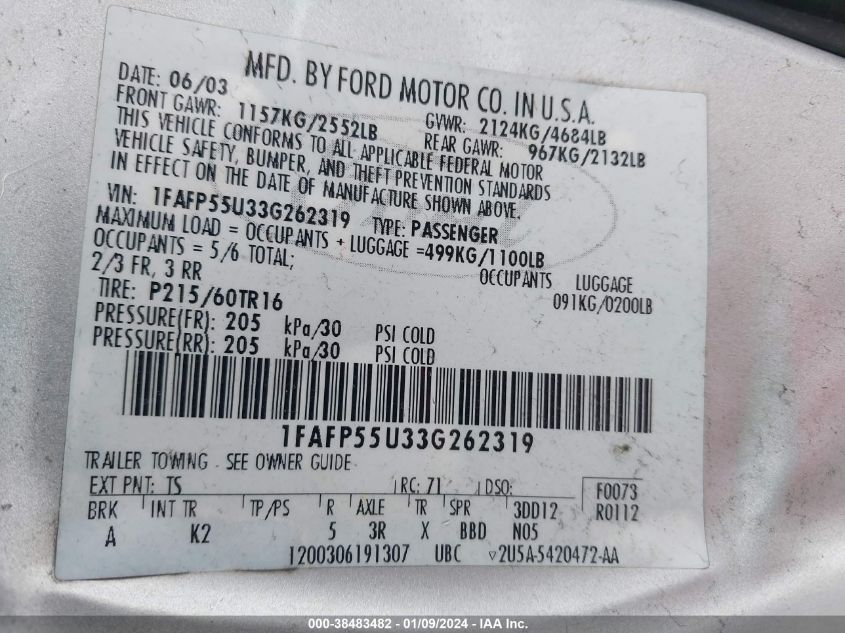 MFD. BY FORD MOTOR CO. IN U.S.A.
DATE: 06/03 GVWR: 2124KG/4684LB
FRONT GAWR: 1157KG/2552LB REAR GAWR: 967KG/2132LB
THIS VEHICLE CONFORMS TO ALL APPLICABLE FEDERAL MOTOR
VEHICLE SAFETY, BUMPER, AND THEFT PREVENTION STANDARDS
IN EFFECT ON THE DATE OF MANUFACTURE SHOWN ABOVE.
VIN: 1FAFP55U33G262319 TYPE: PASSENGER
MAXIMUM LOAD = OCCUPANTS + LUGGAGE =499KG/1100LB
OCCUPANTS = 5/6 TOTAL; OCCUPANTS LUGGAGE
2/3 FR, 3 RR 091KG/0200LB
TIRE: P215/60TR16
PRESSURE(FR): 205 kPa/30 PSI COLD
PRESSURE(RR): 205 kPa/30 PSI COLD
1FAFP55U33G262319
TRAILER TOWING - SEE OWNER GUIDE
EXT PNT: TS RC: 71 DSO: F0073
BRK INT TR TP/PS R AXLE TR SPR 3DD12 R0112
A K2 5 3R X BBD N05
1200306191307 UBC ▽2U5A-5420472-AA
000-38483482 - 01/09/2024 - IAA Inc.